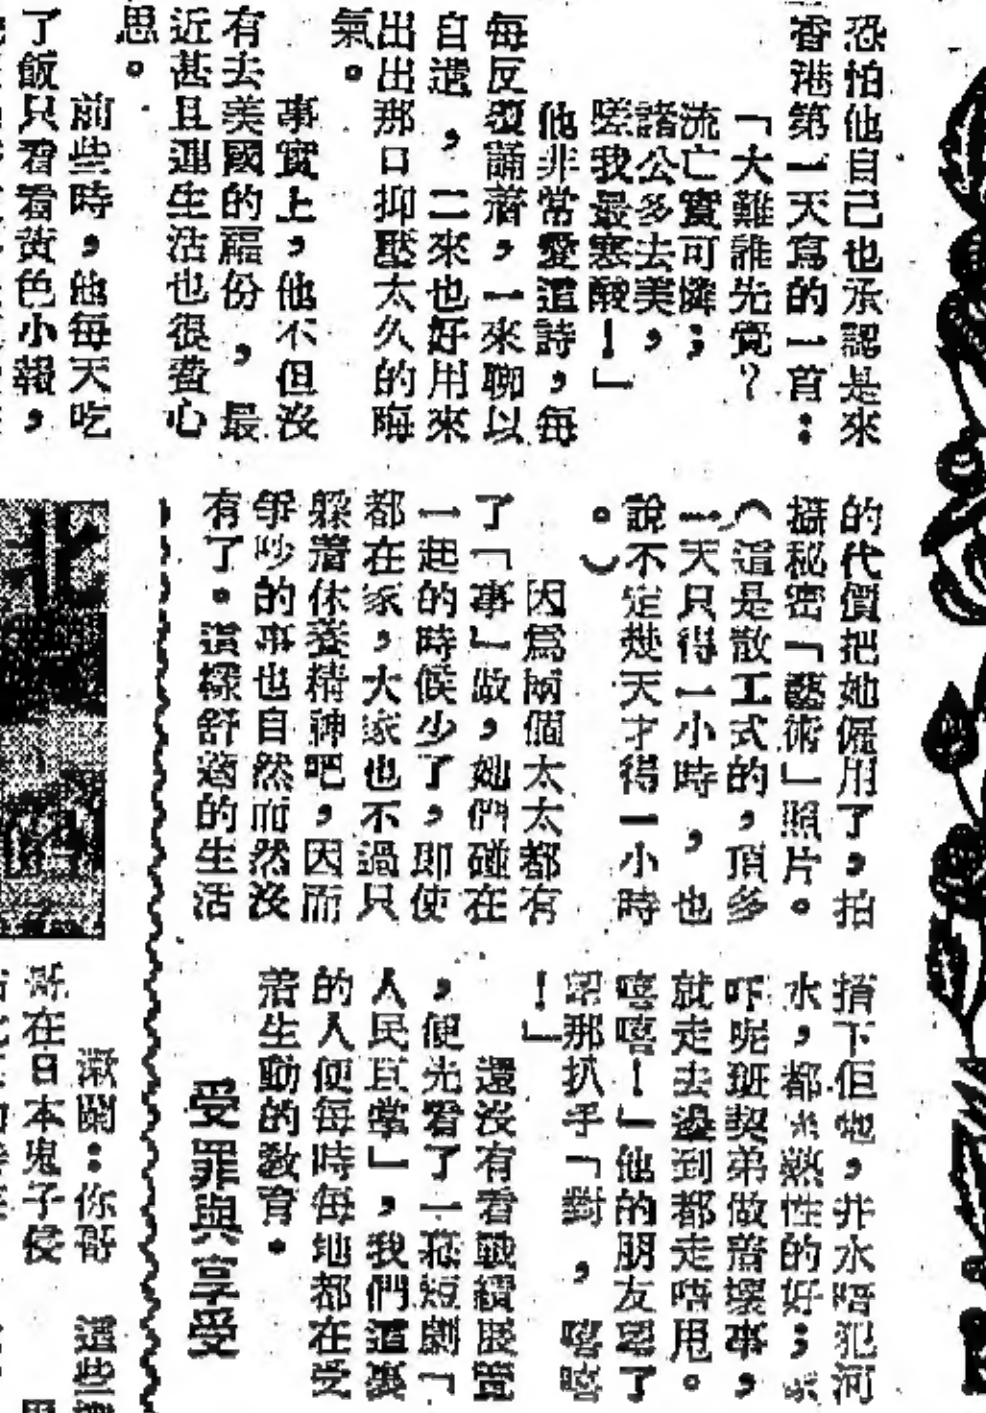 恐怕他自己也承認是來
香港第一天寫的一首：
「大難誰先覺？
流亡實可憐；
諸公多去美，
嗟我最寒酸！」
他非常愛這詩，每
每反覆誦著，一來聊以
自遣，二來也好用來
出出那口抑壓太久的晦
氣。
事實上，他不但沒
有去美國的福份，最
近甚且連生活也很費心
思。
前些時，他每天吃
了飯只看看黃色小報，
的代價把她僱用了，拍
攝秘密「藝術」照片。
（這是散工式的，頂多
一天只得一小時，也
說不定幾天才得一小時
。）
因爲兩個太太都有
了「事」做，她們碰在
一起的時候少了，即使
都在家，大家也不過只
躲着休養精神吧，因而
爭吵的事也自然而然沒
有了。這樣舒適的生活
揹下但哋，井水唔犯河
水，都熱性的好；
吓呢班契弟做着壞事，
就走去邊到都走唔甩。
嘻嘻！」他的朋友
那扒手「對，嘻嘻
！」
還沒有看戰績展覽
，便先看了一齣短劇「
人民耳掌」，我們這裏
的人便每時每地都在受
着生動的教育。
受罪與享受
北
漱蘭：你哥
哥在日本鬼子侵
這些